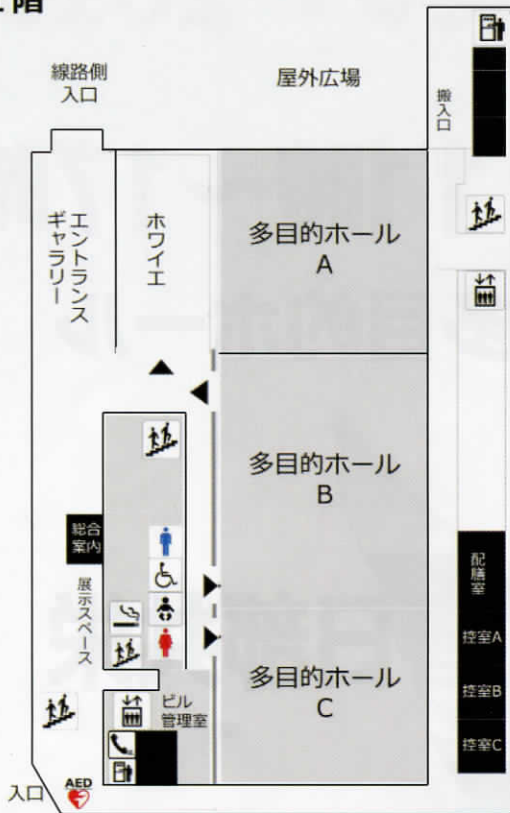 階
線路側
入口
屋外広場
搬入口
エントランス
ギャラリー
ホワイエ
多目的ホール
A
多目的ホール
B
総合
案内
展示スペース
配膳室
控室A
多目的ホール
C
控室B
ビル
管理室
控室C
入口
AED